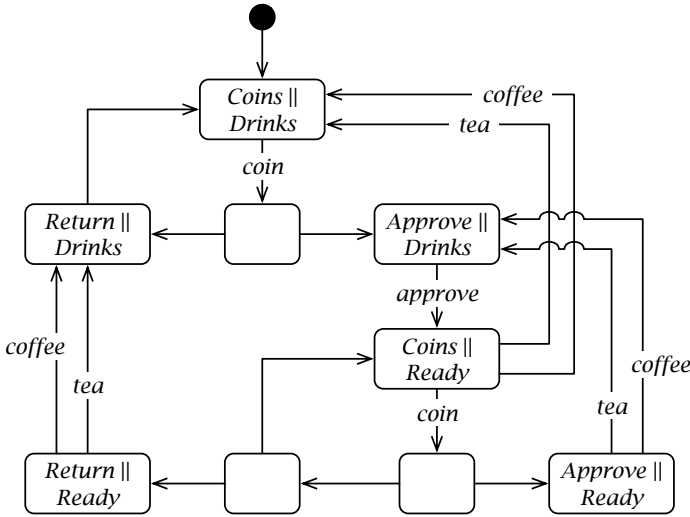 Coins ||
Drinks
coffee
tea
coin
Return ||
Drinks
Approve ||
Drinks
approve
coffee
tea
Coins ||
Ready
coin
tea
coffee
Return ||
Ready
Approve ||
Ready